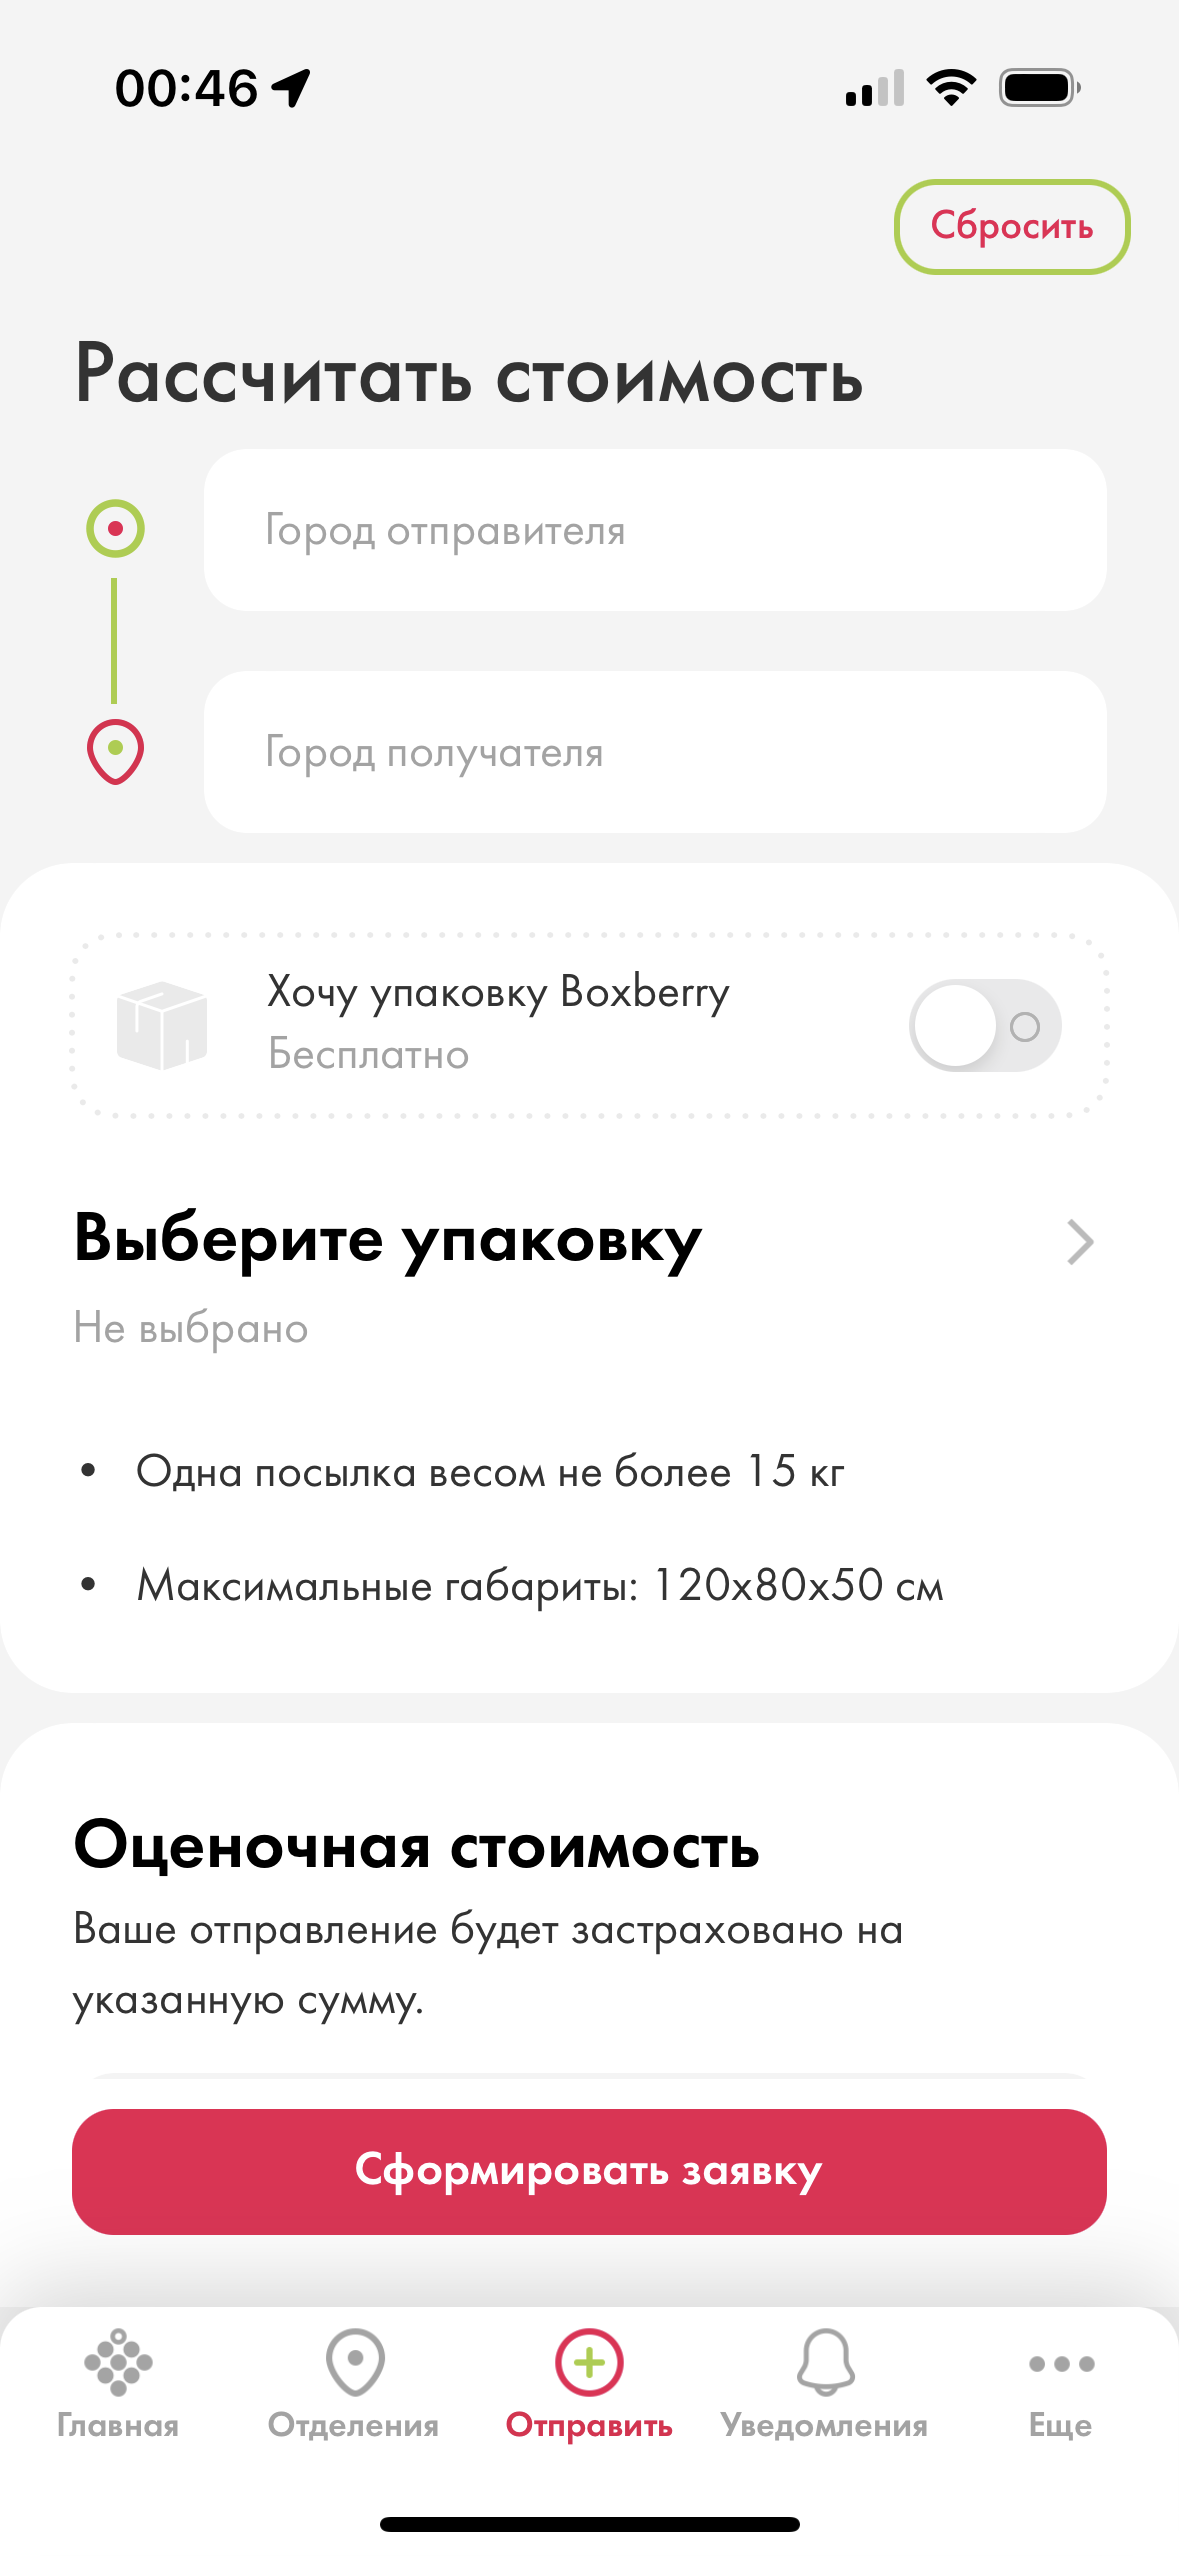 00:46
Сбросить
Рассчитать стоимость
Город отправителя
Город получателя
Хочу упаковку Boxberry
Бесплатно
Выберите упаковку
Не выбрано
• Одна посылка весом не более 15 кг
• Максимальные габариты: 120x80x50 см
Оценочная стоимость
Ваше отправление будет застраховано на
указанную сумму.
Сформировать заявку
Главная
Отделения
Отправить
Уведомления
Еще